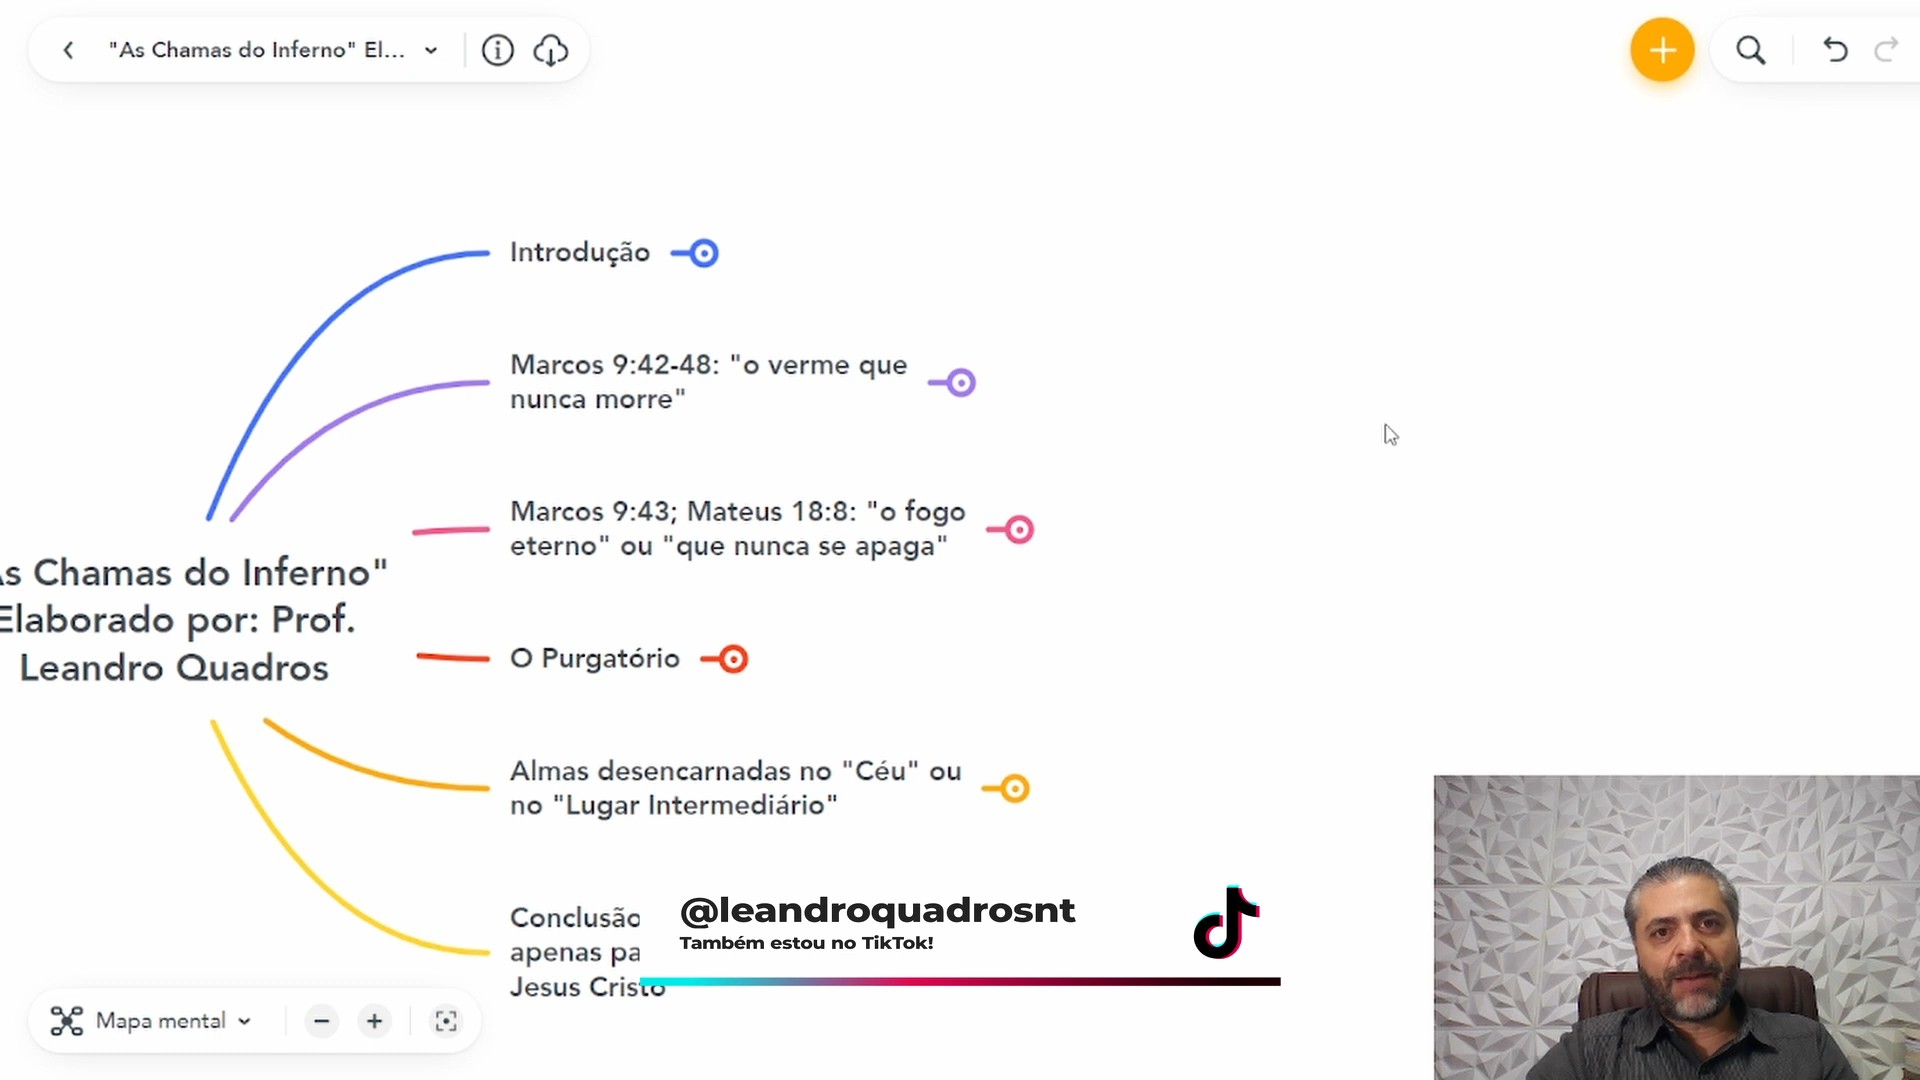 "As Chamas do Inferno" El...
Introdução
Marcos 9:42-48: "o verme que
nunca morre"
Marcos 9:43; Mateus 18:8: "o fogo
eterno" ou "que nunca se apaga"
As Chamas do Inferno"
Elaborado por: Prof.
Leandro Quadros
O Purgatório
Almas desencarnadas no "Céu" ou
no "Lugar Intermediário"
Conclusão
apenas pa
Jesus Cristo
@leandroquadrosnt
Também estou no TikTok!
Mapa mental